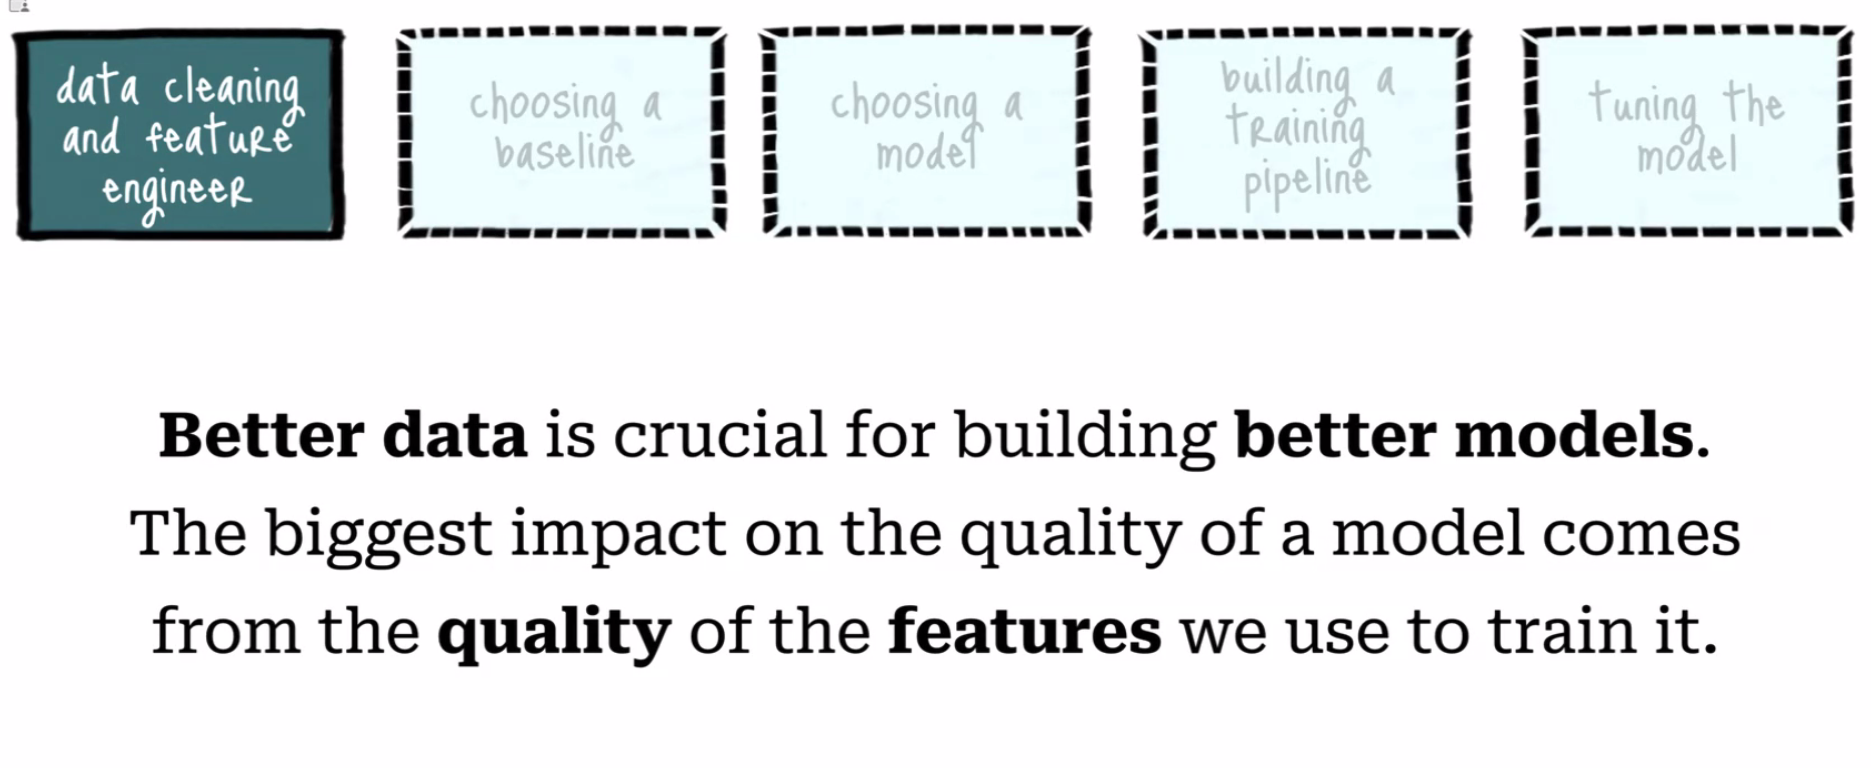 data cleaning
and feature
engineer
choosing a
baseline
choosing a
model
building a
training
pipeline
tuning the
model
Better data is crucial for building better models.
The biggest impact on the quality of a model comes
from the quality of the features we use to train it.